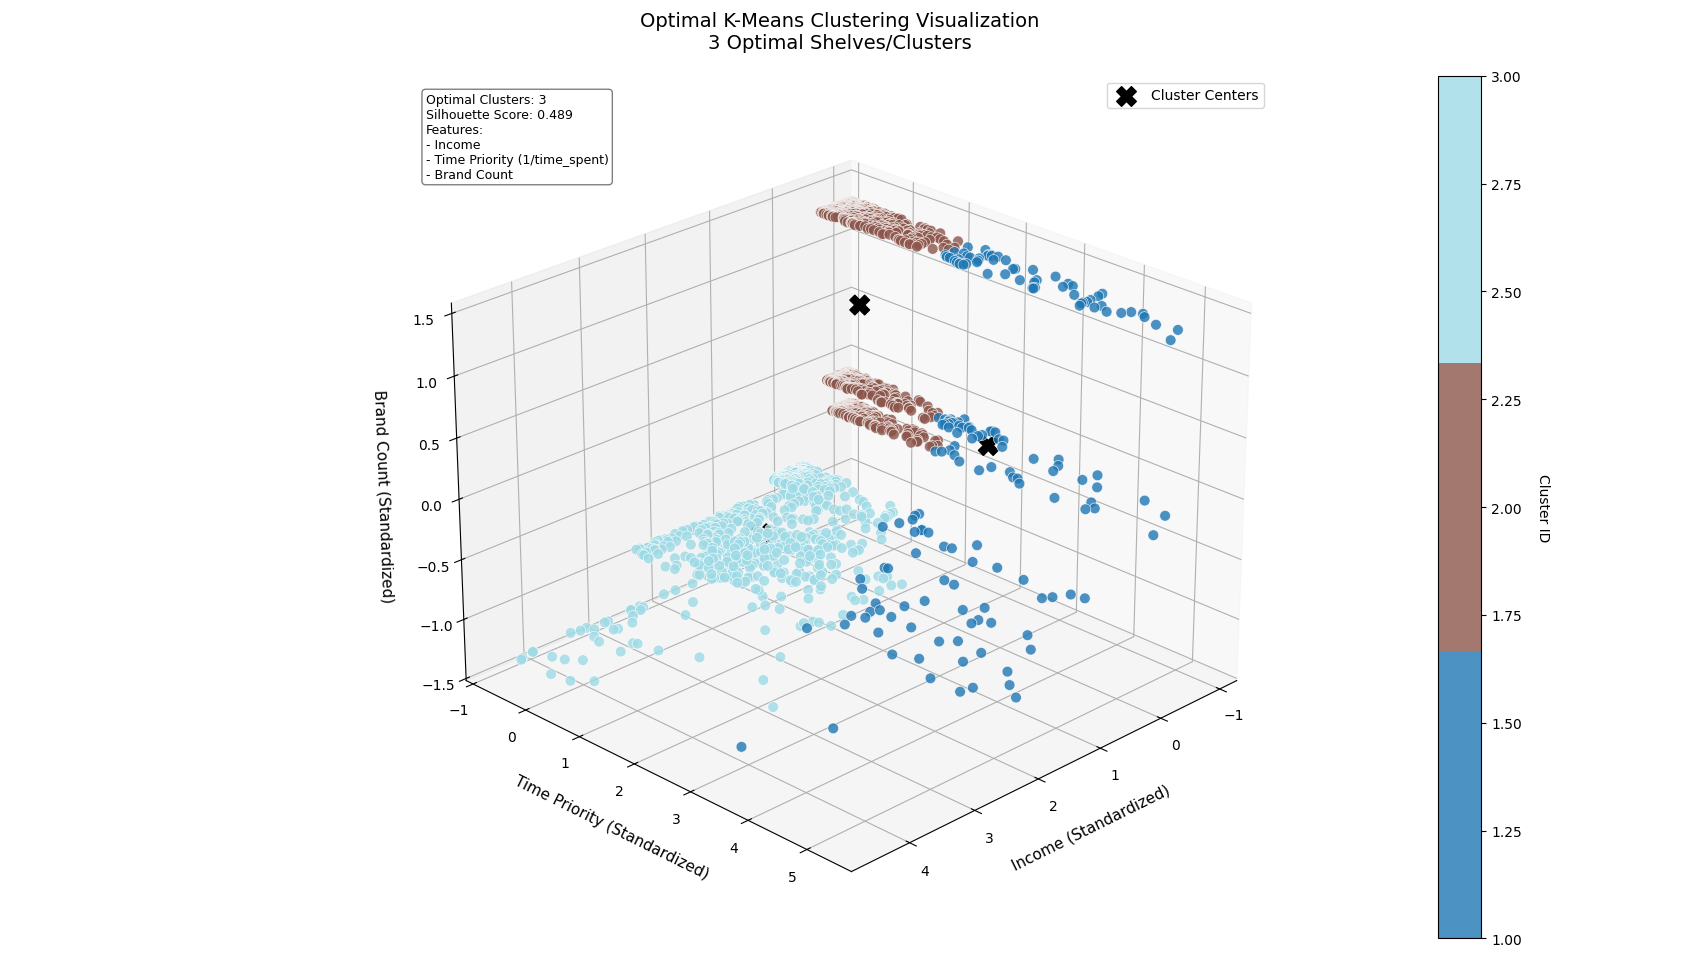 Optimal K-Means Clustering Visualization
3 Optimal Shelves/Clusters
Optimal Clusters: 3
Silhouette Score: 0.489
Features:
- Income
- Time Priority (1/time_spent)
- Brand Count
Cluster Centers
Brand Count (Standardized)
1.5
1.0
0.5
0.0
−0.5
−1.0
−1.5
Time Priority (Standardized)
−1
0
1
2
3
4
5
Income (Standardized)
4
3
2
1
0
−1
3.00
2.75
2.50
2.25
2.00
1.75
1.50
1.25
1.00
Cluster ID